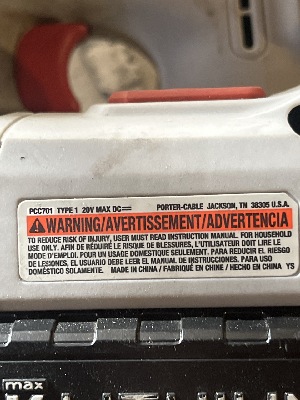 PCC701 TYPE 1 20V MAX DC PORTER-CABLE JACKSON, TN 38305 U.S.A.
WARNING/AVERTISSEMENT/ADVERTENCIA
TO REDUCE RISK OF INJURY, USER MUST READ INSTRUCTION MANUAL. FOR HOUSEHOLD
USE ONLY. AFIN DE RÉDUIRE LE RISQUE DE BLESSURES, L'UTILISATEUR DOIT LIRE LE
MODE D'EMPLOI. POUR UN USAGE DOMESTIQUE SEULEMENT. PARA REDUCIR EL RIESGO
DE LESIONES, EL USUARIO DEBE LEER EL MANUAL DE INSTRUCCIONES. PARA USO
DOMÉSTICO SOLAMENTE. MADE IN CHINA / FABRIQUÉ EN CHINE / HECHO EN CHINA YS
max